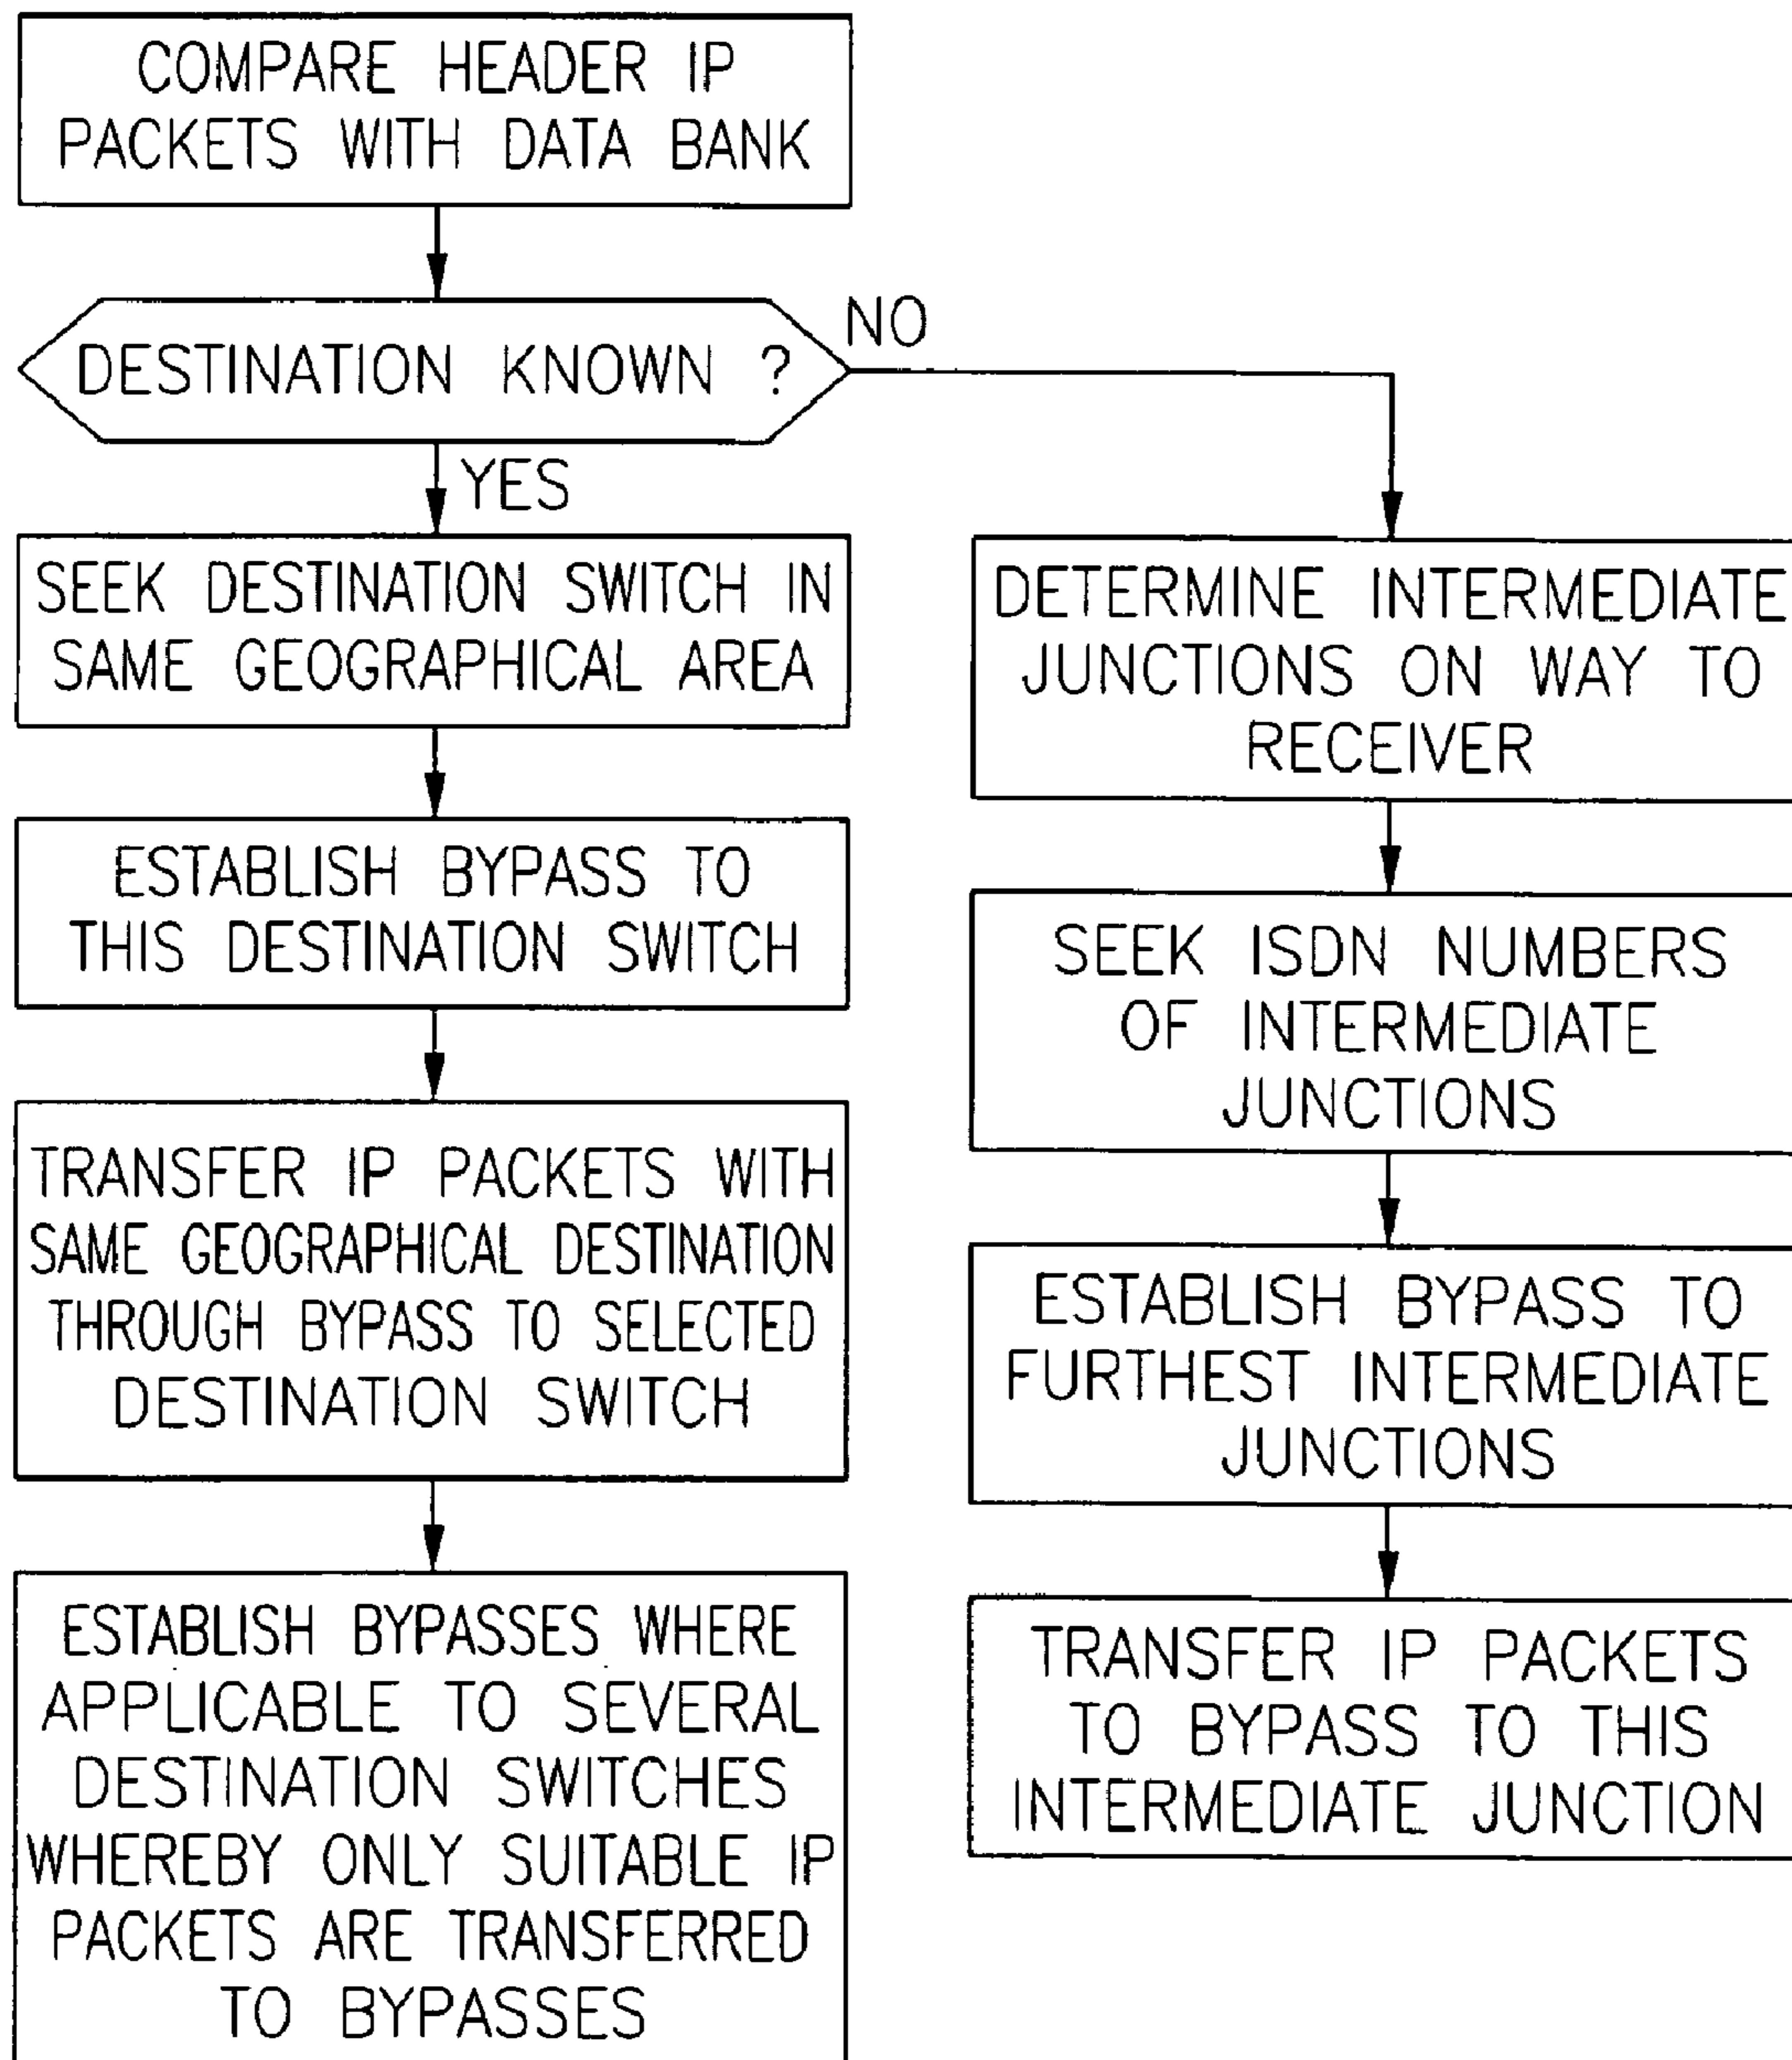 COMPARE HEADER IP
PACKETS WITH DATA BANK
DESTINATION KNOWN ?
NO
YES
SEEK DESTINATION SWITCH IN
SAME GEOGRAPHICAL AREA
ESTABLISH BYPASS TO
THIS DESTINATION SWITCH
TRANSFER IP PACKETS WITH
SAME GEOGRAPHICAL DESTINATION
THROUGH BYPASS TO SELECTED
DESTINATION SWITCH
ESTABLISH BYPASSES WHERE
APPLICABLE TO SEVERAL
DESTINATION SWITCHES
WHEREBY ONLY SUITABLE IP
PACKETS ARE TRANSFERRED
TO BYPASSES
DETERMINE INTERMEDIATE
JUNCTIONS ON WAY TO
RECEIVER
SEEK ISDN NUMBERS
OF INTERMEDIATE
JUNCTIONS
ESTABLISH BYPASS TO
FURTHEST INTERMEDIATE
JUNCTIONS
TRANSFER IP PACKETS
TO BYPASS TO THIS
INTERMEDIATE JUNCTION